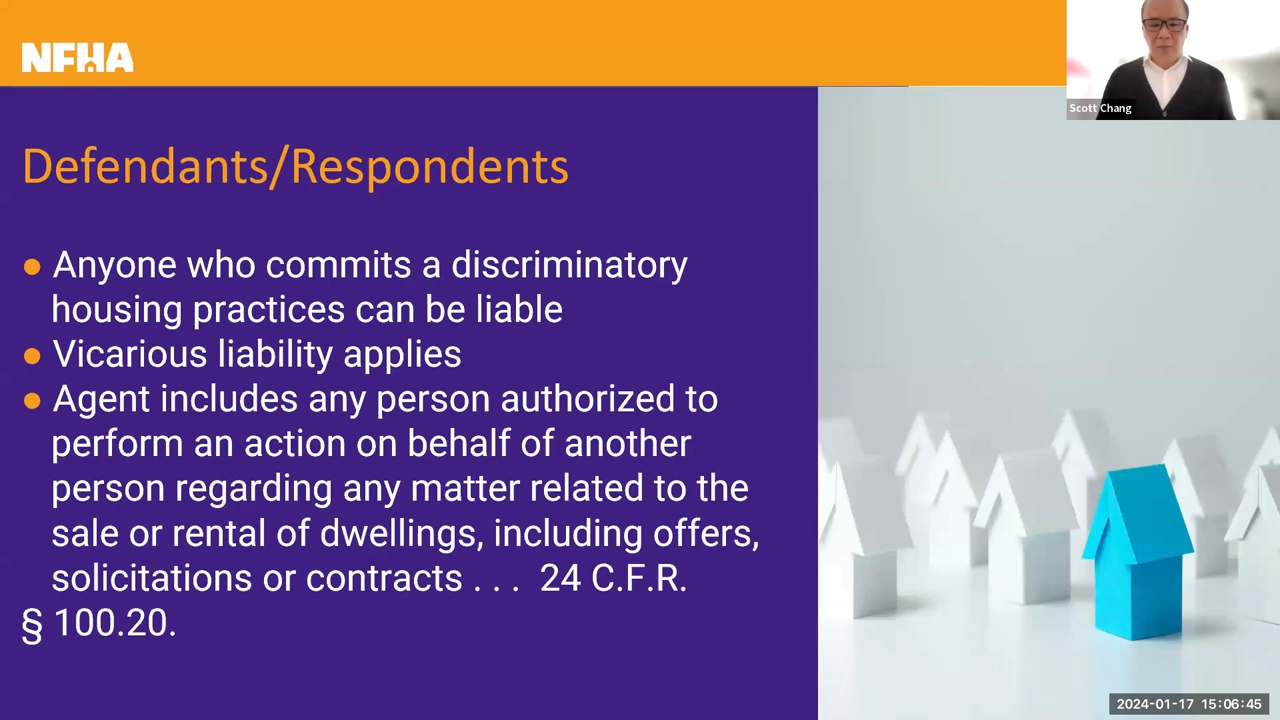 NFHA
Scott Chang
Defendants/Respondents
● Anyone who commits a discriminatory
housing practices can be liable
● Vicarious liability applies
● Agent includes any person authorized to
perform an action on behalf of another
person regarding any matter related to the
sale or rental of dwellings, including offers,
solicitations or contracts . . . 24 C.F.R.
§ 100.20.
2024-01-17 15:06:45